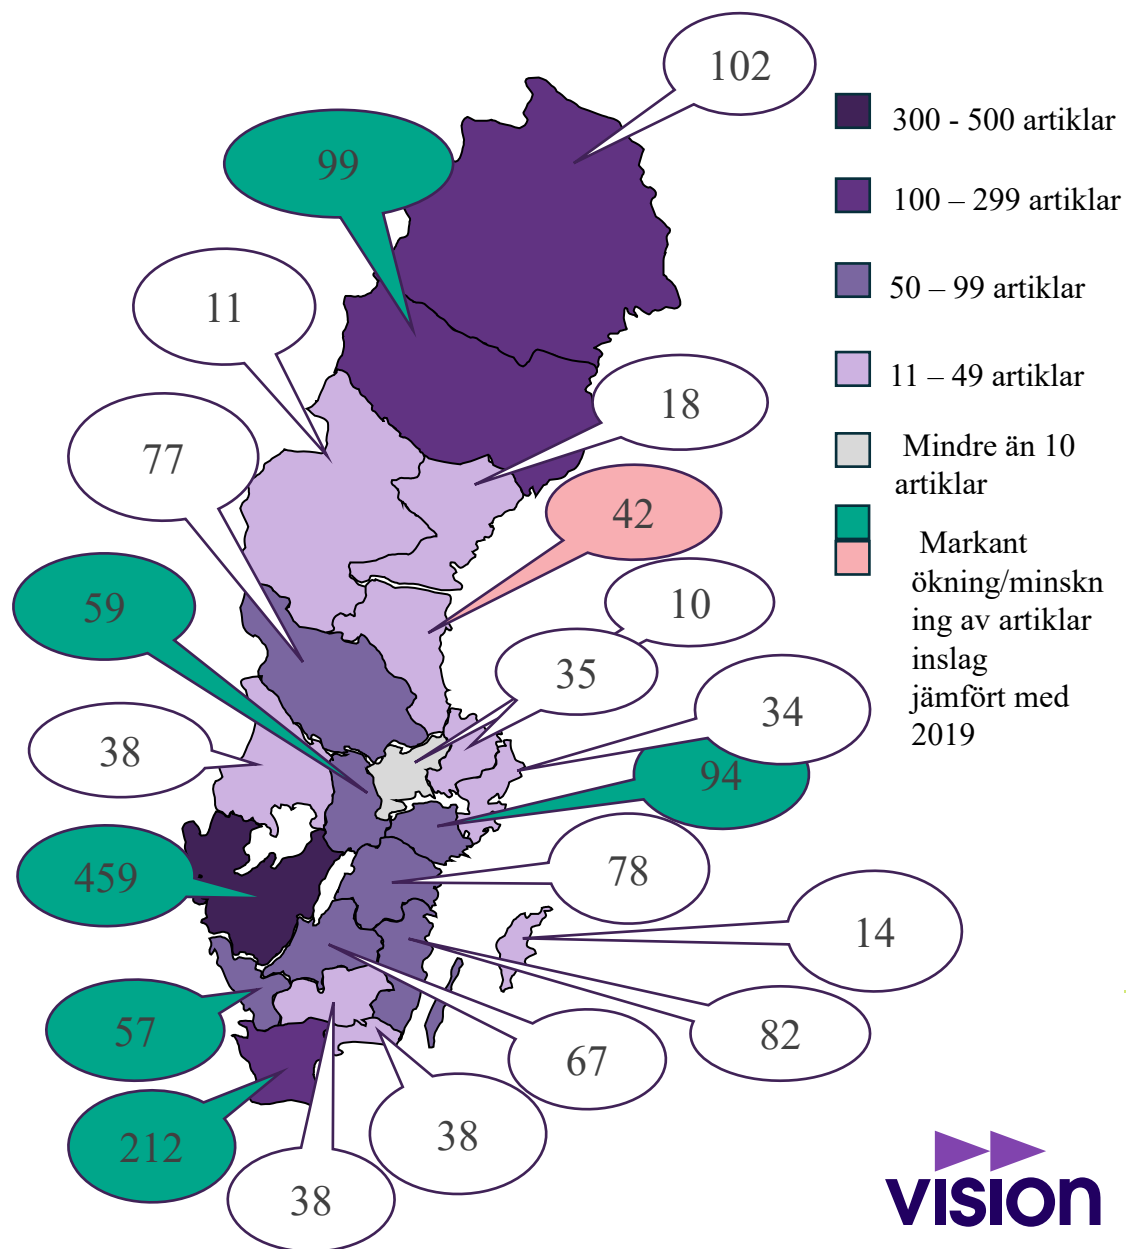 102
300 - 500 artiklar
99
100 – 299 artiklar
11
50 – 99 artiklar
11 – 49 artiklar
18
77
Mindre än 10
artiklar
42
Markant
ökning/minskn
ing av artiklar
inslag
jämfört med
2019
59
10
35
34
38
94
459
78
14
57
82
67
212
38
38
vision